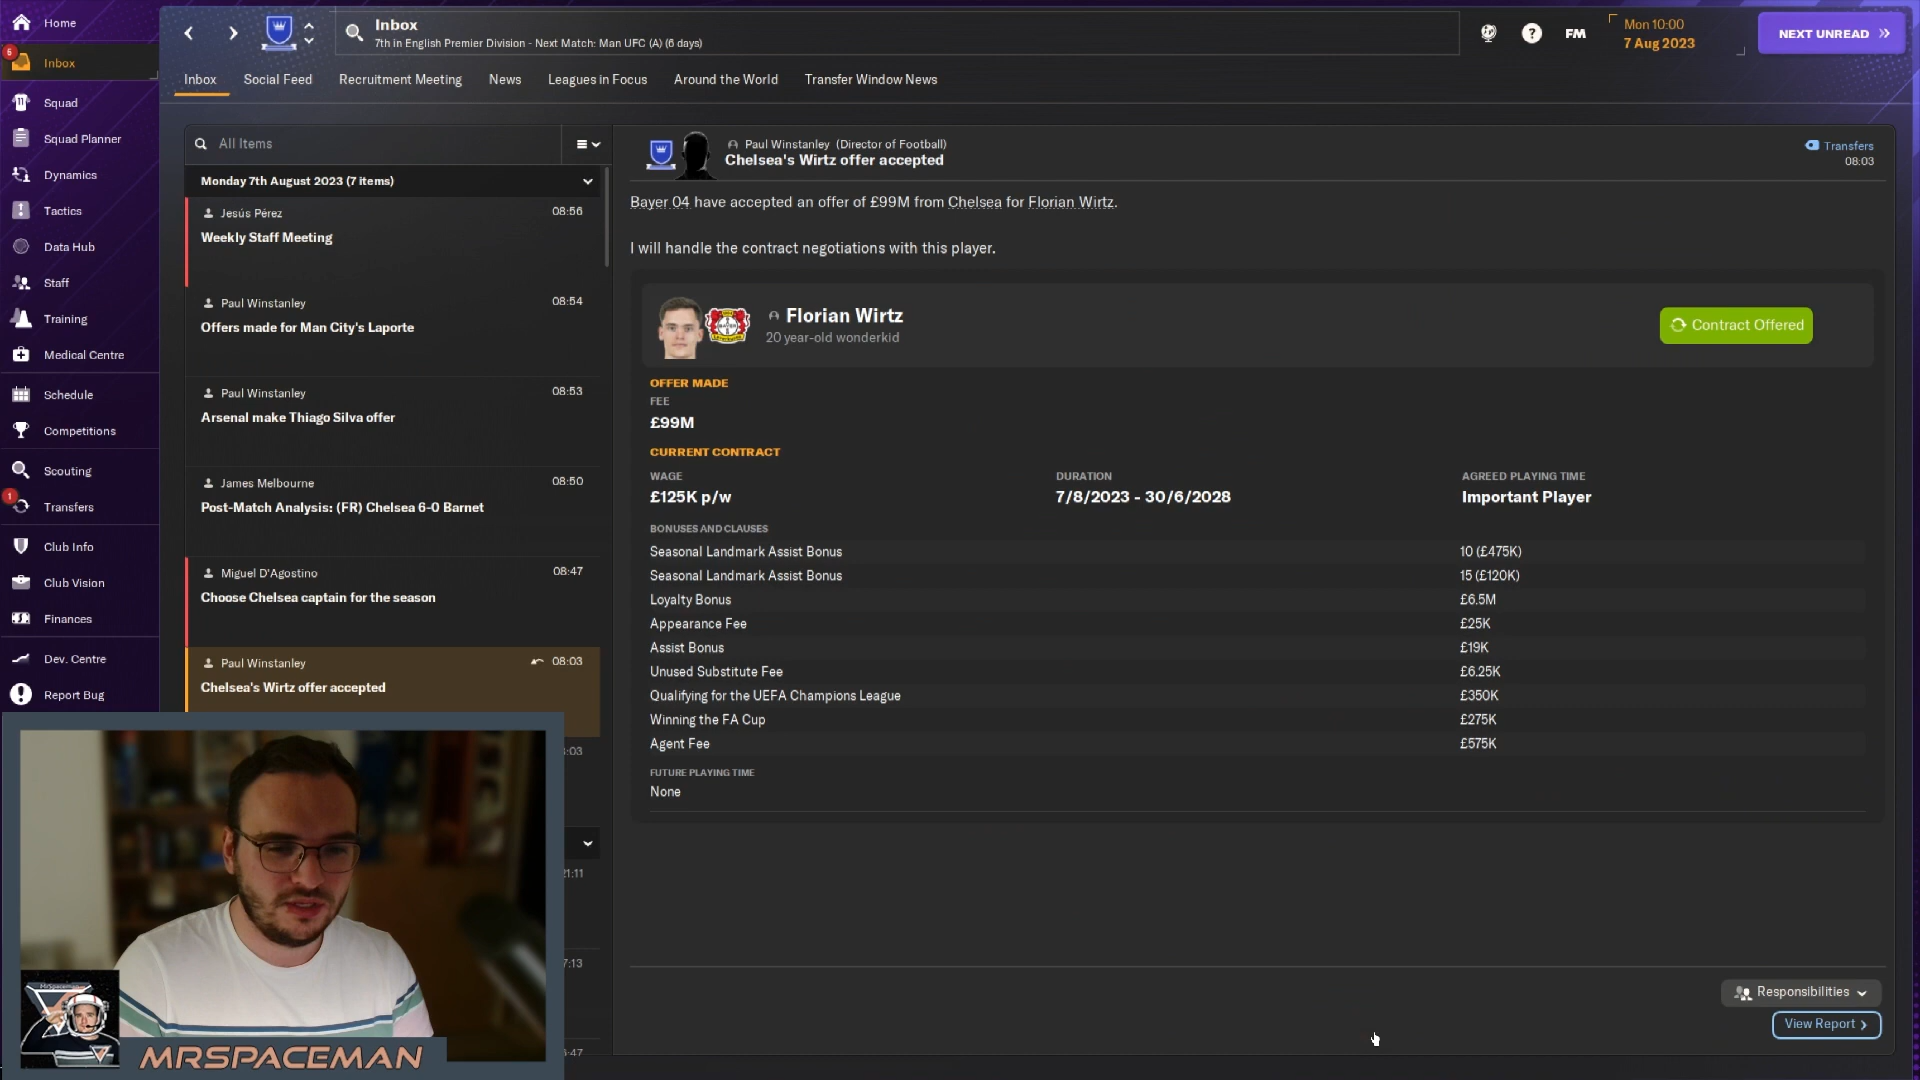 Home
6
Inbox
Squad
Squad Planner
Dynamics
Tactics
Data Hub
Staff
Training
Medical Centre
Schedule
Competitions
Scouting
1
Transfers
Club Info
Club Vision
Finances
Dev. Centre
Report Bug
Inbox
7th in English Premier Division - Next Match: Man UFC (A) (6 days)
?
FM
Mon 10:00
7 Aug 2023
NEXT UNREAD
Inbox Social Feed Recruitment Meeting News Leagues in Focus Around the World Transfer Window News
All Items
Monday 7th August 2023 (7 items)
Jesús Pérez 08:56
Weekly Staff Meeting
Paul Winstanley 08:54
Offers made for Man City's Laporte
Paul Winstanley 08:53
Arsenal make Thiago Silva offer
James Melbourne 08:50
Post-Match Analysis: (FR) Chelsea 6-0 Barnet
Miguel D'Agostino 08:47
Choose Chelsea captain for the season
Paul Winstanley 08:03
Chelsea's Wirtz offer accepted
:03
21:11
7:13
:47
Paul Winstanley (Director of Football)
Chelsea's Wirtz offer accepted
Transfers
08:03
Bayer 04 have accepted an offer of £99M from Chelsea for Florian Wirtz.
I will handle the contract negotiations with this player.
Florian Wirtz
20 year-old wonderkid
Contract Offered
OFFER MADE
FEE
£99M
CURRENT CONTRACT
WAGE DURATION AGREED PLAYING TIME
£125K p/w 7/8/2023 - 30/6/2028 Important Player
BONUSES AND CLAUSES
Seasonal Landmark Assist Bonus 10 (£475K)
Seasonal Landmark Assist Bonus 15 (£120K)
Loyalty Bonus £6.5M
Appearance Fee £25K
Assist Bonus £19K
Unused Substitute Fee £6.25K
Qualifying for the UEFA Champions League £350K
Winning the FA Cup £275K
Agent Fee £575K
FUTURE PLAYING TIME
None
Responsibilities
View Report
MRSPACEMAN